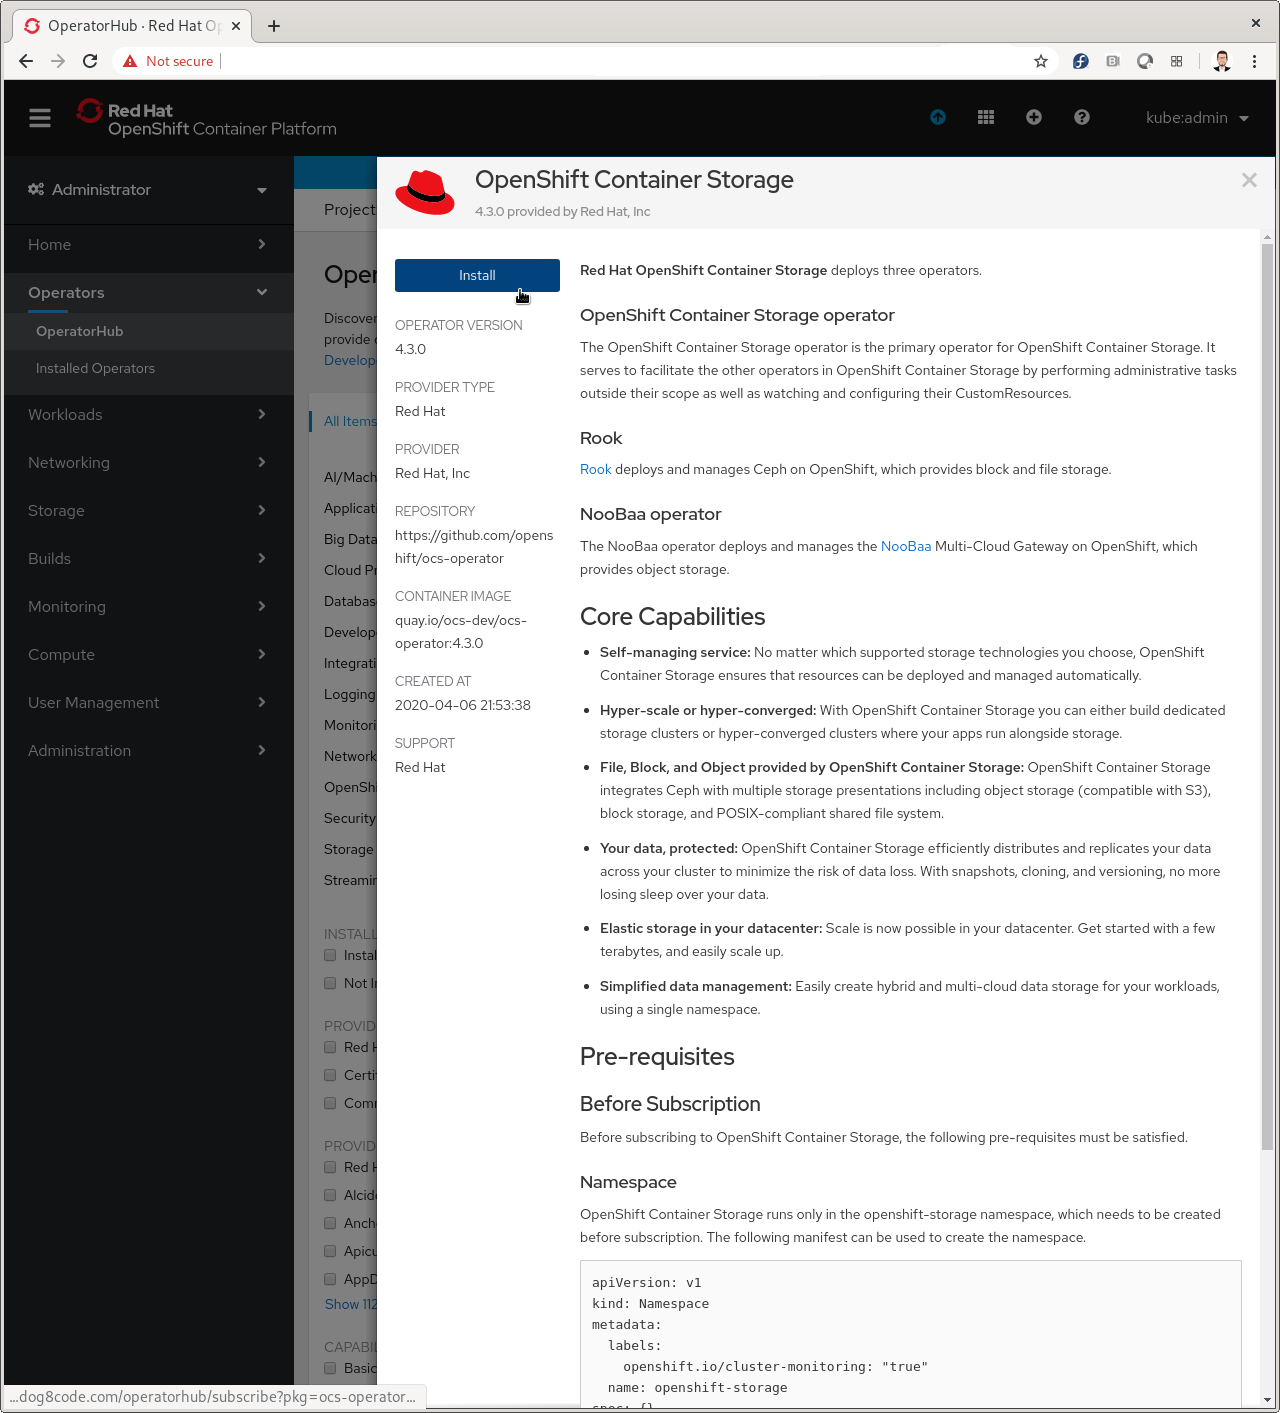 OperatorHub · Red Hat Op
Not secure
Red Hat
OpenShift Container Platform
kube:admin
Administrator
Home
Operators
OperatorHub
Installed Operators
Workloads
Networking
Storage
Builds
Monitoring
Compute
User Management
Administration
Project
Oper
Discover
provide
Develop
All Items
AI/Mach
Applicati
Big Data
Cloud Pr
Databas
Develop
Integrati
Logging
Monitori
Network
OpenShi
Security
Storage
Streamin
INSTALL
Instal
Not In
PROVID
Red H
Certi
Comm
PROVID
Red H
Alcide
Ancho
Apicu
AppD
Show 112
CAPABIL
Basic
OpenShift Container Storage
4.3.0 provided by Red Hat, Inc
Install
OPERATOR VERSION
4.3.0
PROVIDER TYPE
Red Hat
PROVIDER
Red Hat, Inc
REPOSITORY
https://github.com/opens
hift/ocs-operator
CONTAINER IMAGE
quay.io/ocs-dev/ocs-
operator:4.3.0
CREATED AT
2020-04-06 21:53:38
SUPPORT
Red Hat
Red Hat OpenShift Container Storage deploys three operators.
OpenShift Container Storage operator
The OpenShift Container Storage operator is the primary operator for OpenShift Container Storage. It
serves to facilitate the other operators in OpenShift Container Storage by performing administrative tasks
outside their scope as well as watching and configuring their CustomResources.
Rook
Rook deploys and manages Ceph on OpenShift, which provides block and file storage.
NooBaa operator
The NooBaa operator deploys and manages the NooBaa Multi-Cloud Gateway on OpenShift, which
provides object storage.
Core Capabilities
• Self-managing service: No matter which supported storage technologies you choose, OpenShift
Container Storage ensures that resources can be deployed and managed automatically.
• Hyper-scale or hyper-converged: With OpenShift Container Storage you can either build dedicated
storage clusters or hyper-converged clusters where your apps run alongside storage.
• File, Block, and Object provided by OpenShift Container Storage: OpenShift Container Storage
integrates Ceph with multiple storage presentations including object storage (compatible with S3),
block storage, and POSIX-compliant shared file system.
• Your data, protected: OpenShift Container Storage efficiently distributes and replicates your data
across your cluster to minimize the risk of data loss. With snapshots, cloning, and versioning, no more
losing sleep over your data.
• Elastic storage in your datacenter: Scale is now possible in your datacenter. Get started with a few
terabytes, and easily scale up.
• Simplified data management: Easily create hybrid and multi-cloud data storage for your workloads,
using a single namespace.
Pre-requisites
Before Subscription
Before subscribing to OpenShift Container Storage, the following pre-requisites must be satisfied.
Namespace
OpenShift Container Storage runs only in the openshift-storage namespace, which needs to be created
before subscription. The following manifest can be used to create the namespace.
apiVersion: v1
kind: Namespace
metadata:
  labels:
    openshift.io/cluster-monitoring: "true"
  name: openshift-storage
spec: {}
...dog8code.com/operatorhub/subscribe?pkg=ocs-operator...